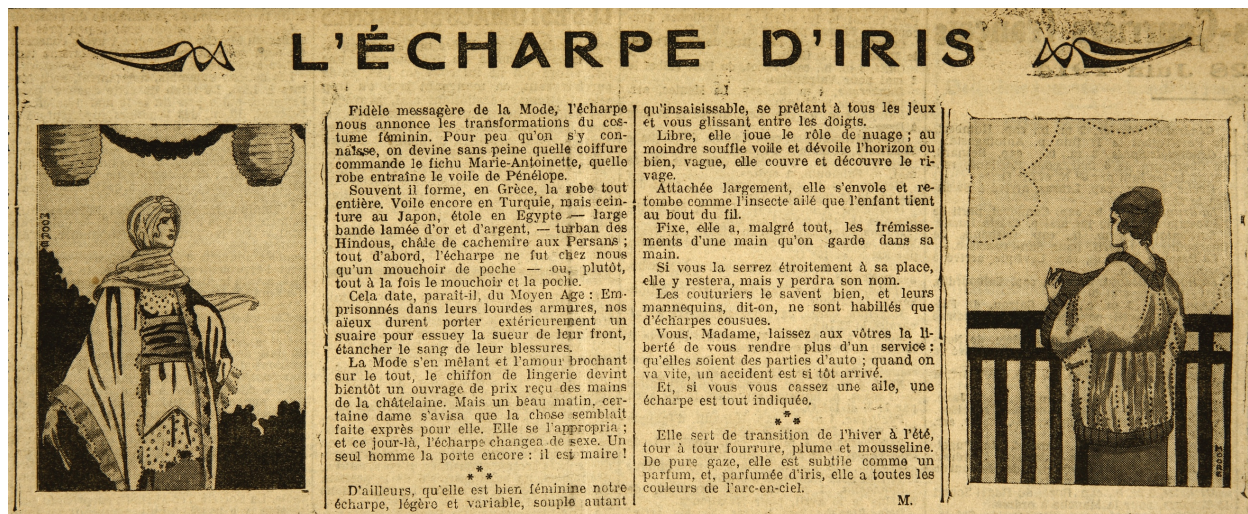 L'ÉCHARPE D'IRIS
Fidèle messagère de la Mode, l'écharpe
nous annonce les transformations du cos-
tume féminin. Pour peu qu'on s'y con-
naisse, on devine sans peine quelle coiffure
commande le fichu Marie-Antoinette, quelle
robe entraîne le voile de Pénélope.
Souvent il forme, en Grèce, la robe tout
entière. Voile encore en Turquie, mais cein-
ture au Japon, étole en Egypte — large
bande lamée d'or et d'argent, — turban des
Hindous, châle de cachemire aux Persans ;
tout d'abord, l'écharpe ne fut chez nous
qu'un mouchoir de poche — ou, plutôt,
tout à la fois le mouchoir et la poche.
Cela date, paraît-il, du Moyen Age : Em-
prisonnés dans leurs lourdes armures, nos
aïeux durent porter extérieurement un
suaire pour essuey la sueur de leur front,
étancher le sang de leur blessures.
La Mode s'en mêlant et l'amour brochant
sur le tout, le chiffon de lingerie devint
bientôt un ouvrage de prix reçu des mains
de la châtelaine. Mais un beau matin, cer-
taine dame s'avisa que la chose semblait
faite exprès pour elle. Elle se l'appropria ;
et ce jour-là, l'écharpe changea de sexe. Un
seul homme la porte encore : il est maire !
* * *
D'ailleurs, qu'elle est bien féminine notre
écharpe, légère et variable, souple autant
qu'insaisissable, se prêtant à tous les jeux
et vous glissant entre les doigts.
Libre, elle joue le rôle de nuage ; au
moindre souffle voile et dévoile l'horizon ou
bien, vague, elle couvre et découvre le ri-
vage.
Attachée largement, elle s'envole et re-
tombe comme l'insecte ailé que l'enfant tient
au bout du fil.
Fixe, elle a, malgré tout, les frémisse-
ments d'une main qu'on garde dans sa
main.
Si vous la serrez étroitement à sa place,
elle y restera, mais y perdra son nom.
Les couturiers le savent bien, et leurs
mannequins, dit-on, ne sont habillés que
d'écharpes cousues.
Vous, Madame, laissez aux vôtres la li-
berté de vous rendre plus d'un service :
qu'elles soient des parties d'auto ; quand on
va vite, un accident est si tôt arrivé.
Et, si vous vous cassez une aile, une
écharpe est tout indiquée.
* * *
Elle sert de transition de l'hiver à l'été,
tour à tour fourrure, plume et mousseline.
De pure gaze, elle est subtile comme un
parfum, et, parfumée d'iris, elle a toutes les
couleurs de l'arc-en-ciel.
M.